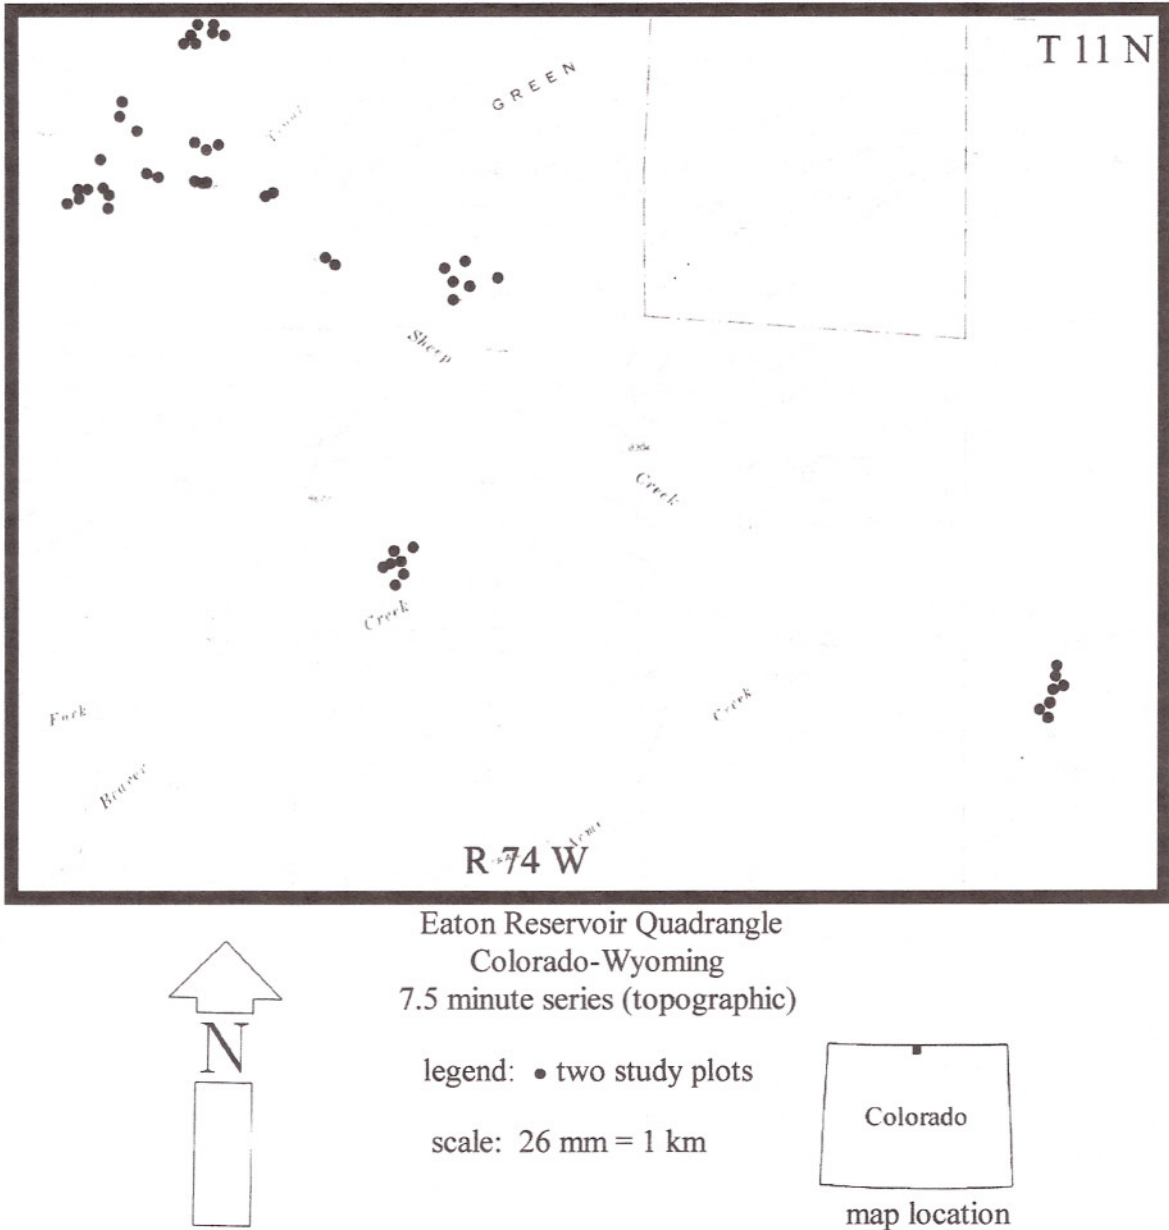 T 11 N
GREEN
Sheep
Creek
Creek
Creek
Fork
Beaver
R 74 W
Eaton Reservoir Quadrangle
Colorado-Wyoming
7.5 minute series (topographic)
N
legend: • two study plots
scale: 26 mm = 1 km
Colorado
map location